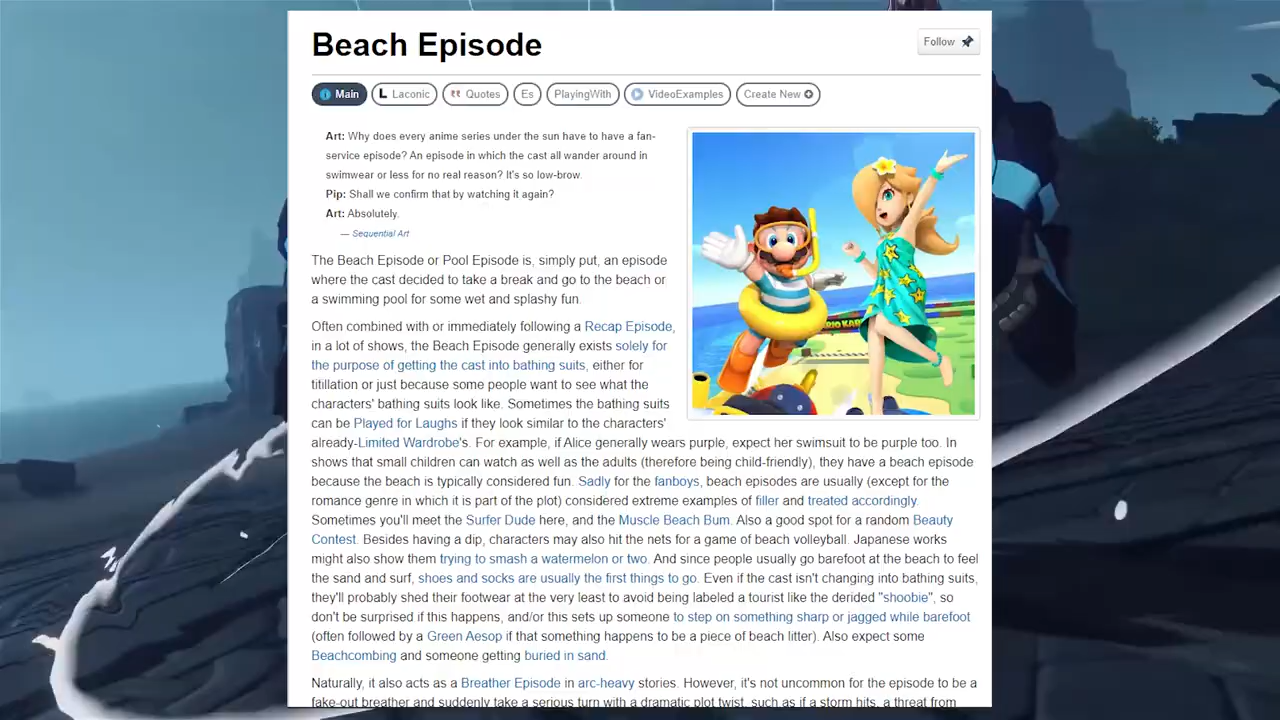 Beach Episode
Follow
Main
Laconic
Quotes
Es
PlayingWith
VideoExamples
Create New
Art: Why does every anime series under the sun have to have a fan-
service episode? An episode in which the cast all wander around in
swimwear or less for no real reason? It's so low-brow.
Pip: Shall we confirm that by watching it again?
Art: Absolutely.
— Sequential Art
The Beach Episode or Pool Episode is, simply put, an episode
where the cast decided to take a break and go to the beach or
a swimming pool for some wet and splashy fun.
Often combined with or immediately following a Recap Episode,
in a lot of shows, the Beach Episode generally exists solely for
the purpose of getting the cast into bathing suits, either for
titillation or just because some people want to see what the
characters' bathing suits look like. Sometimes the bathing suits
can be Played for Laughs if they look similar to the characters'
already-Limited Wardrobe's. For example, if Alice generally wears purple, expect her swimsuit to be purple too. In
shows that small children can watch as well as the adults (therefore being child-friendly), they have a beach episode
because the beach is typically considered fun. Sadly for the fanboys, beach episodes are usually (except for the
romance genre in which it is part of the plot) considered extreme examples of filler and treated accordingly.
Sometimes you'll meet the Surfer Dude here, and the Muscle Beach Bum. Also a good spot for a random Beauty
Contest. Besides having a dip, characters may also hit the nets for a game of beach volleyball. Japanese works
might also show them trying to smash a watermelon or two. And since people usually go barefoot at the beach to feel
the sand and surf, shoes and socks are usually the first things to go. Even if the cast isn't changing into bathing suits,
they'll probably shed their footwear at the very least to avoid being labeled a tourist like the derided "shoobie", so
don't be surprised if this happens, and/or this sets up someone to step on something sharp or jagged while barefoot
(often followed by a Green Aesop if that something happens to be a piece of beach litter). Also expect some
Beachcombing and someone getting buried in sand.
Naturally, it also acts as a Breather Episode in arc-heavy stories. However, it's not uncommon for the episode to be a
fake-out breather and suddenly take a serious turn with a dramatic plot twist, such as if a storm hits, a threat from